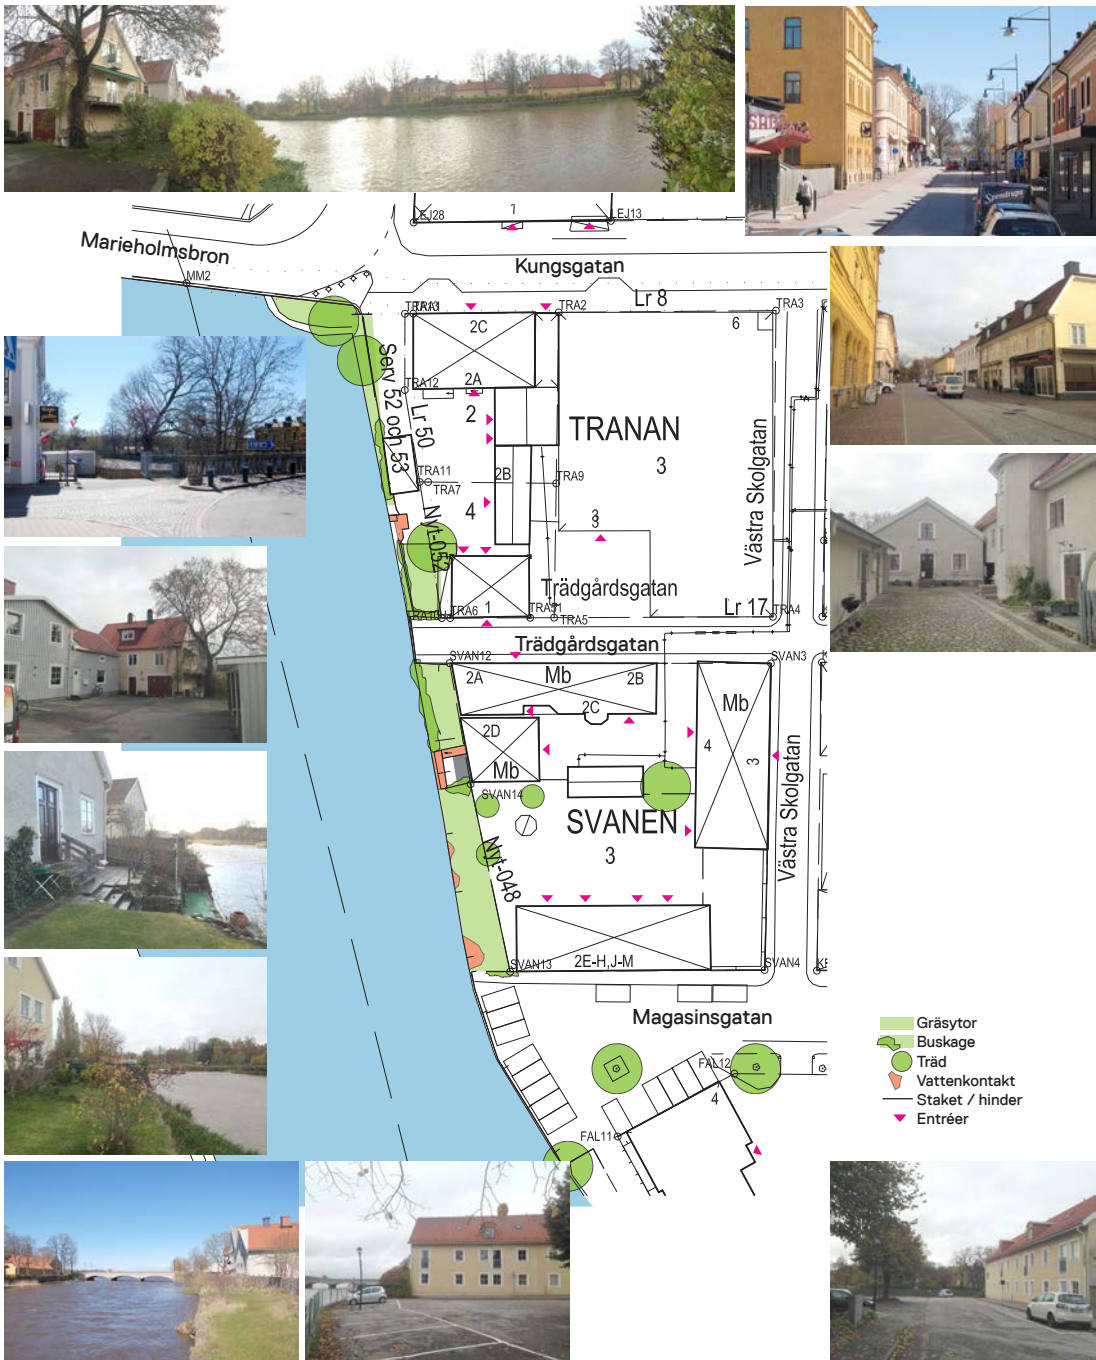 EJ28
1
EJ13
Marieholmsbron
MM2
Kungsgatan
Lr 8
TRA2
TRA3
6
2C
2A
TRA12
Serv 52 och 53
Lr 50
2
TRANAN
3
TRA11
TRA7
2B
TRA9
4
3
Nyt-052
Västra Skolgatan
Trädgårdsgatan
Lr 17
TRA4
TRA6
1
TRA5
Trädgårdsgatan
SVAN12
SVAN3
2A
Mb
2B
2C
Mb
2D
4
3
Mb
SVAN14
SVANEN
3
Nyt-048
Västra Skolgatan
2E-H,J-M
SVAN13
SVAN4
Magasinsgatan
FAL12
4
FAL11
Gräsytor
Buskage
Träd
Vattenkontakt
Staket / hinder
Entréer